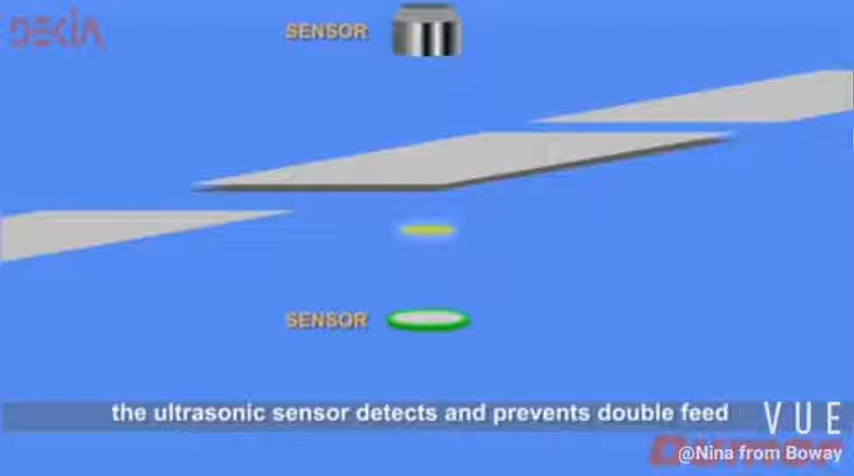 SENSOR
SENSOR
the ultrasonic sensor detects and prevents double feed
VUE
@Nina from Boway